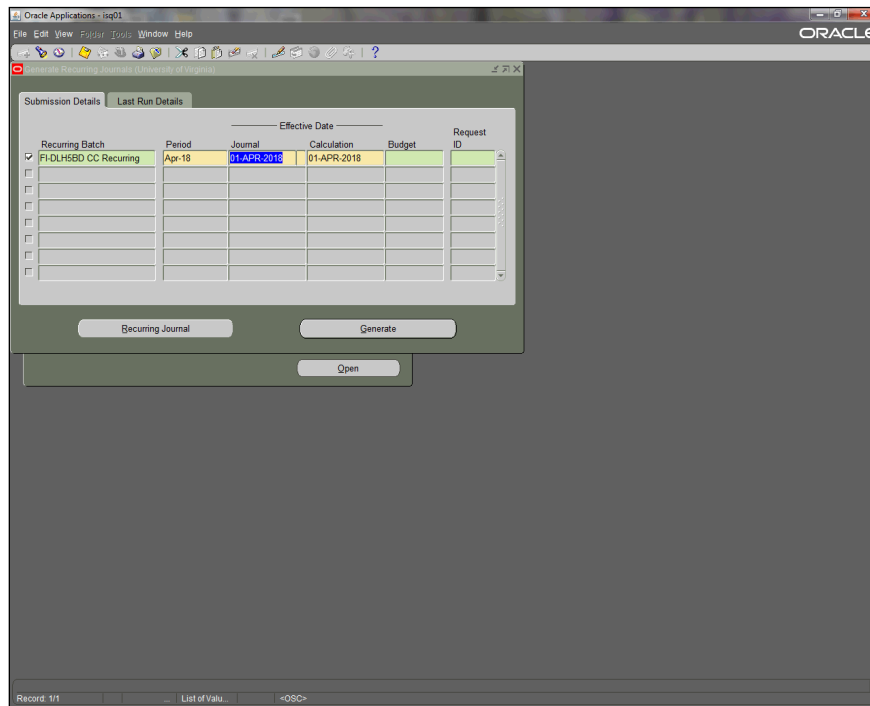 Oracle Applications - isq01
File Edit View Folder Tools Window Help
ORACLE
Generate Recurring Journals (University of Virginia)
Submission Details Last Run Details
Effective Date
Request
Recurring Batch Period Journal Calculation Budget ID
FI-DLH5BD CC Recurring Apr-18 01-APR-2018 01-APR-2018
Recurring Journal Generate
Open
Record: 1/1 ... List of Valu... <OSC>